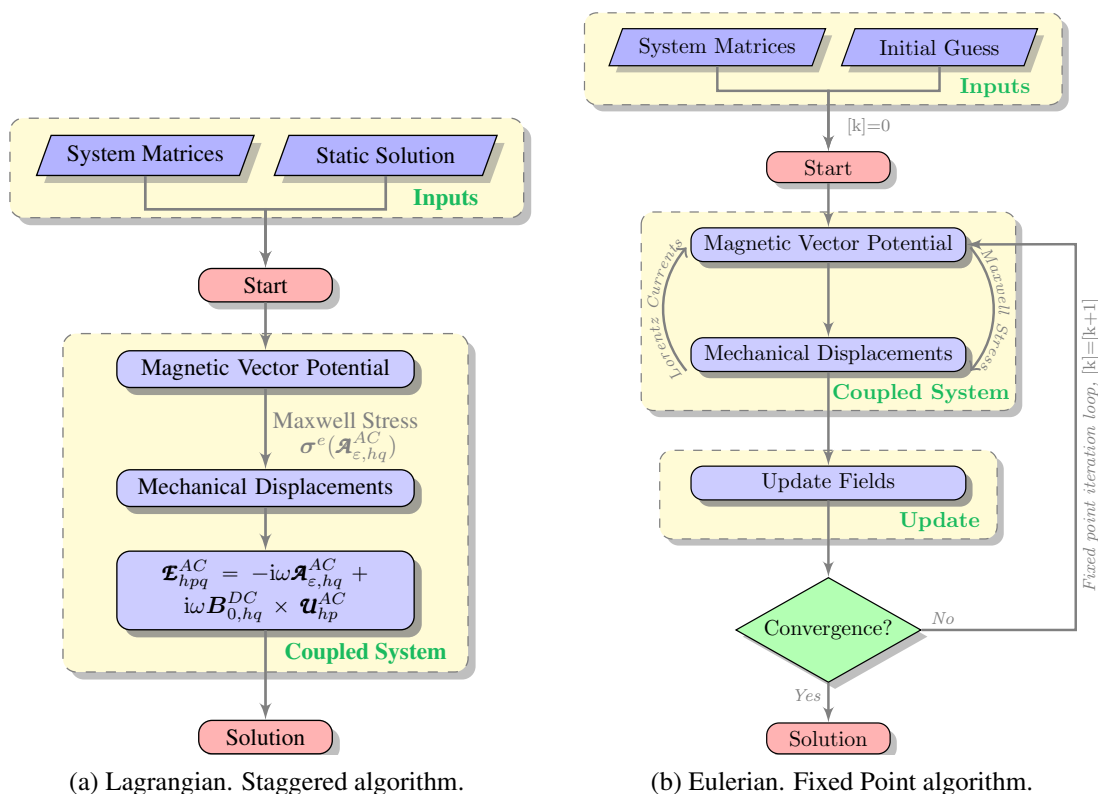 System Matrices
Static Solution
Inputs
Start
Magnetic Vector Potential
Maxwell Stress
σᵉ(𝓐^{AC}_{ε,hq})
Mechanical Displacements
𝓔^{AC}_{hpq} = −iω𝓐^{AC}_{ε,hq} +
iω𝑩^{DC}_{0,hq} × 𝓤^{AC}_{hp}
Coupled System
Solution
(a) Lagrangian. Staggered algorithm.
System Matrices
Initial Guess
Inputs
[k]=0
Start
Magnetic Vector Potential
Lorentz Currents
Maxwell Stress
Mechanical Displacements
Coupled System
Update Fields
Update
Convergence?
No
Fixed point iteration loop, [k]=[k+1]
Yes
Solution
(b) Eulerian. Fixed Point algorithm.